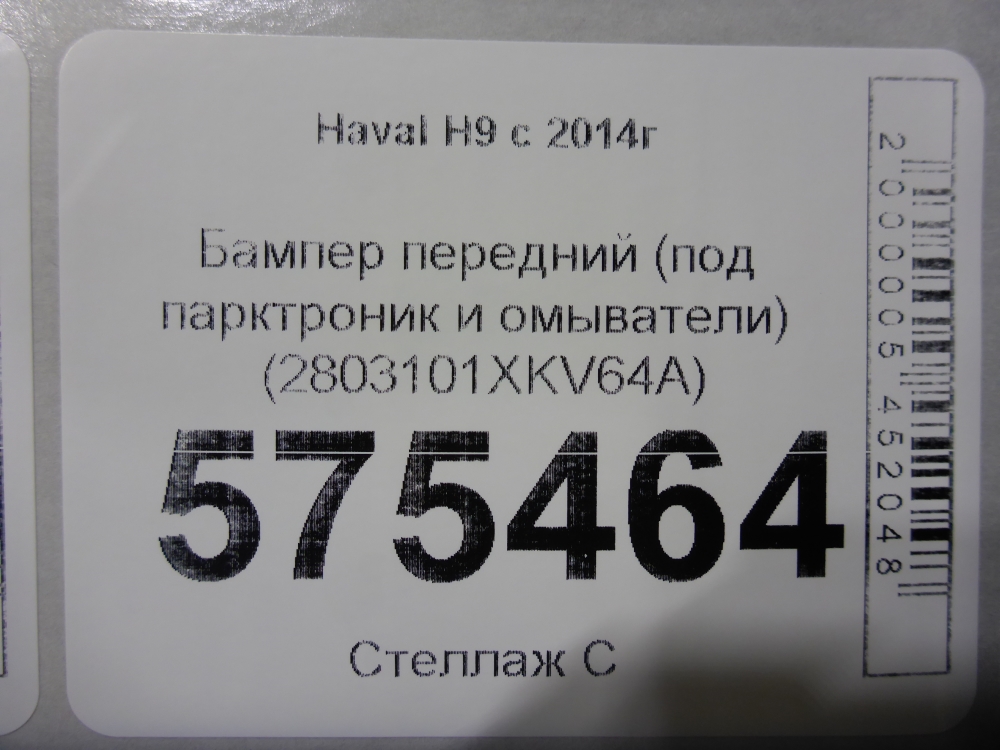 Haval H9 с 2014г
Бампер передний (под
парктроник и омыватели)
(2803101XKV64A)
575464
Стеллаж С
2000005452048